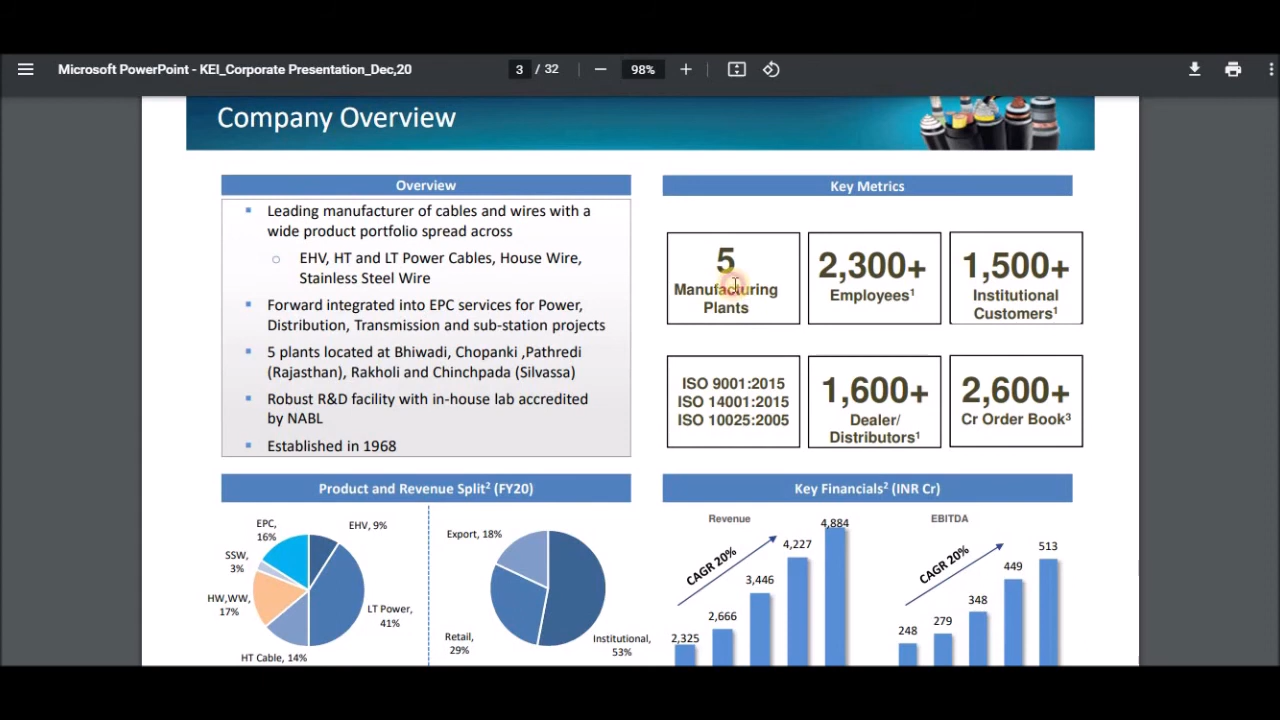 Microsoft PowerPoint - KEI_Corporate Presentation_Dec,20
3 / 32
98%
Company Overview
Overview
Leading manufacturer of cables and wires with a
wide product portfolio spread across
EHV, HT and LT Power Cables, House Wire,
Stainless Steel Wire
Forward integrated into EPC services for Power,
Distribution, Transmission and sub-station projects
5 plants located at Bhiwadi, Chopanki ,Pathredi
(Rajasthan), Rakholi and Chinchpada (Silvassa)
Robust R&D facility with in-house lab accredited
by NABL
Established in 1968
Key Metrics
5
Manufacturing
Plants
2,300+
Employees¹
1,500+
Institutional
Customers¹
ISO 9001:2015
ISO 14001:2015
ISO 10025:2005
1,600+
Dealer/
Distributors¹
2,600+
Cr Order Book³
Product and Revenue Split² (FY20)
EPC,
16%
EHV, 9%
SSW,
3%
HW,WW,
17%
LT Power,
41%
HT Cable, 14%
Export, 18%
Retail,
29%
Institutional,
53%
Key Financials² (INR Cr)
Revenue
CAGR 20%
2,325
2,666
3,446
4,227
4,884
EBITDA
CAGR 20%
248
279
348
449
513